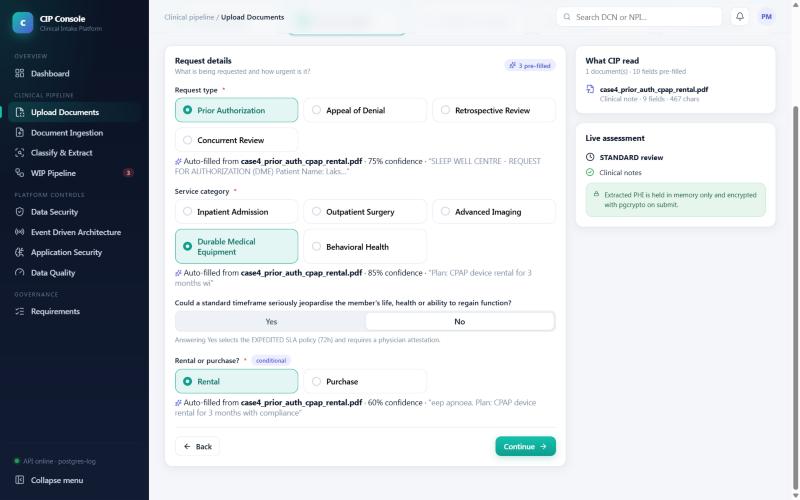 C
CIP Console
Clinical Intake Platform
OVERVIEW
Dashboard
CLINICAL PIPELINE
Upload Documents
Document Ingestion
Classify & Extract
WIP Pipeline 3
PLATFORM CONTROLS
Data Security
Event Driven Architecture
Application Security
Data Quality
GOVERNANCE
Requirements
API online · postgres-log
Collapse menu
Clinical pipeline / Upload Documents
Search DCN or NPI...
PM
Request details
What is being requested and how urgent is it?
3 pre-filled
Request type *
Prior Authorization
Appeal of Denial
Retrospective Review
Concurrent Review
Auto-filled from case4_prior_auth_cpap_rental.pdf · 75% confidence · "SLEEP WELL CENTRE - REQUEST
FOR AUTHORIZATION (DME) Patient Name: Laks..."
Service category *
Inpatient Admission
Outpatient Surgery
Advanced Imaging
Durable Medical
Equipment
Behavioral Health
Auto-filled from case4_prior_auth_cpap_rental.pdf · 85% confidence · "Plan: CPAP device rental for 3
months wi"
Could a standard timeframe seriously jeopardise the member's life, health or ability to regain function?
Yes
No
Answering Yes selects the EXPEDITED SLA policy (72h) and requires a physician attestation.
Rental or purchase? * conditional
Rental
Purchase
Auto-filled from case4_prior_auth_cpap_rental.pdf · 60% confidence · "eep apnoea. Plan: CPAP device
rental for 3 months with compliance"
Back
Continue
What CIP read
1 document(s) · 10 fields pre-filled
case4_prior_auth_cpap_rental.pdf
Clinical note · 9 fields · 467 chars
Live assessment
STANDARD review
Clinical notes
Extracted PHI is held in memory only and encrypted
with pgcrypto on submit.